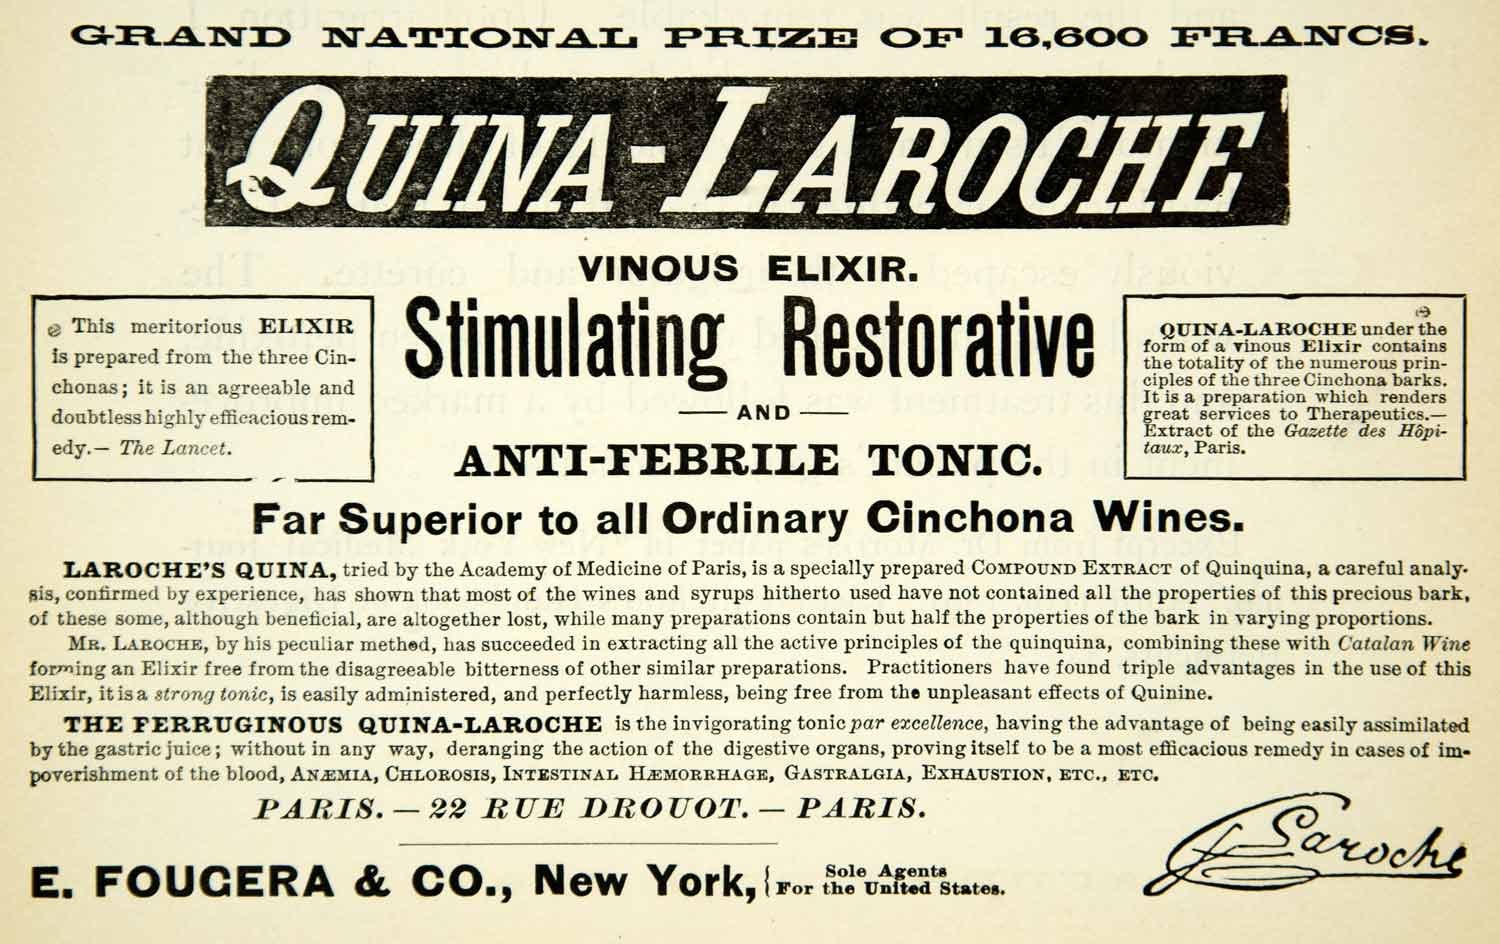 GRAND NATIONAL PRIZE OF 16,600 FRANCS.
QUINA-LAROCHE
VINOUS ELIXIR.
Stimulating Restorative
AND
ANTI-FEBRILE TONIC.
This meritorious ELIXIR
is prepared from the three Cin-
chonas; it is an agreeable and
doubtless highly efficacious rem-
edy.— The Lancet.
QUINA-LAROCHE under the
form of a vinous Elixir contains
the totality of the numerous prin-
ciples of the three Cinchona barks.
It is a preparation which renders
great services to Therapeutics.—
Extract of the Gazette des Hôpi-
taux, Paris.
Far Superior to all Ordinary Cinchona Wines.
LAROCHE'S QUINA, tried by the Academy of Medicine of Paris, is a specially prepared COMPOUND EXTRACT of Quinquina, a careful analy-
sis, confirmed by experience, has shown that most of the wines and syrups hitherto used have not contained all the properties of this precious bark,
of these some, although beneficial, are altogether lost, while many preparations contain but half the properties of the bark in varying proportions.
MR. LAROCHE, by his peculiar method, has succeeded in extracting all the active principles of the quinquina, combining these with Catalan Wine
forming an Elixir free from the disagreeable bitterness of other similar preparations. Practitioners have found triple advantages in the use of this
Elixir, it is a strong tonic, is easily administered, and perfectly harmless, being free from the unpleasant effects of Quinine.
THE FERRUGINOUS QUINA-LAROCHE is the invigorating tonic par excellence, having the advantage of being easily assimilated
by the gastric juice; without in any way, deranging the action of the digestive organs, proving itself to be a most efficacious remedy in cases of im-
poverishment of the blood, ANÆMIA, CHLOROSIS, INTESTINAL HÆMORRHAGE, GASTRALGIA, EXHAUSTION, ETC., ETC.
PARIS.—22 RUE DROUOT.—PARIS.
E. FOUGERA & CO., New York, { Sole Agents
For the United States.
Laroche